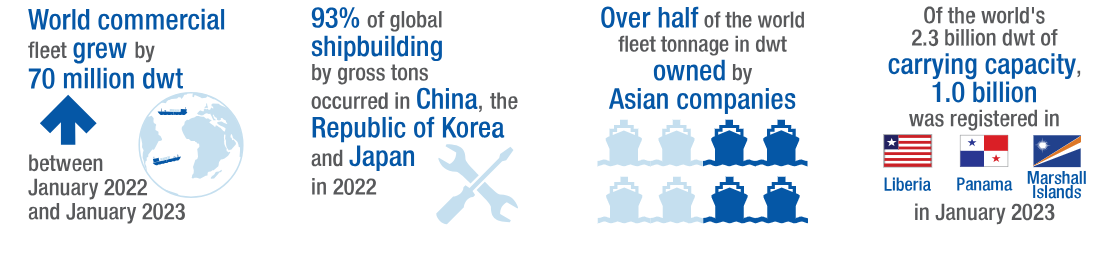 World commercial
fleet grew by
70 million dwt
between
January 2022
and January 2023
93% of global
shipbuilding
by gross tons
occurred in China, the
Republic of Korea
and Japan
in 2022
Over half of the world
fleet tonnage in dwt
owned by
Asian companies
Of the world's
2.3 billion dwt of
carrying capacity,
1.0 billion
was registered in
Liberia
Panama
Marshall
Islands
in January 2023